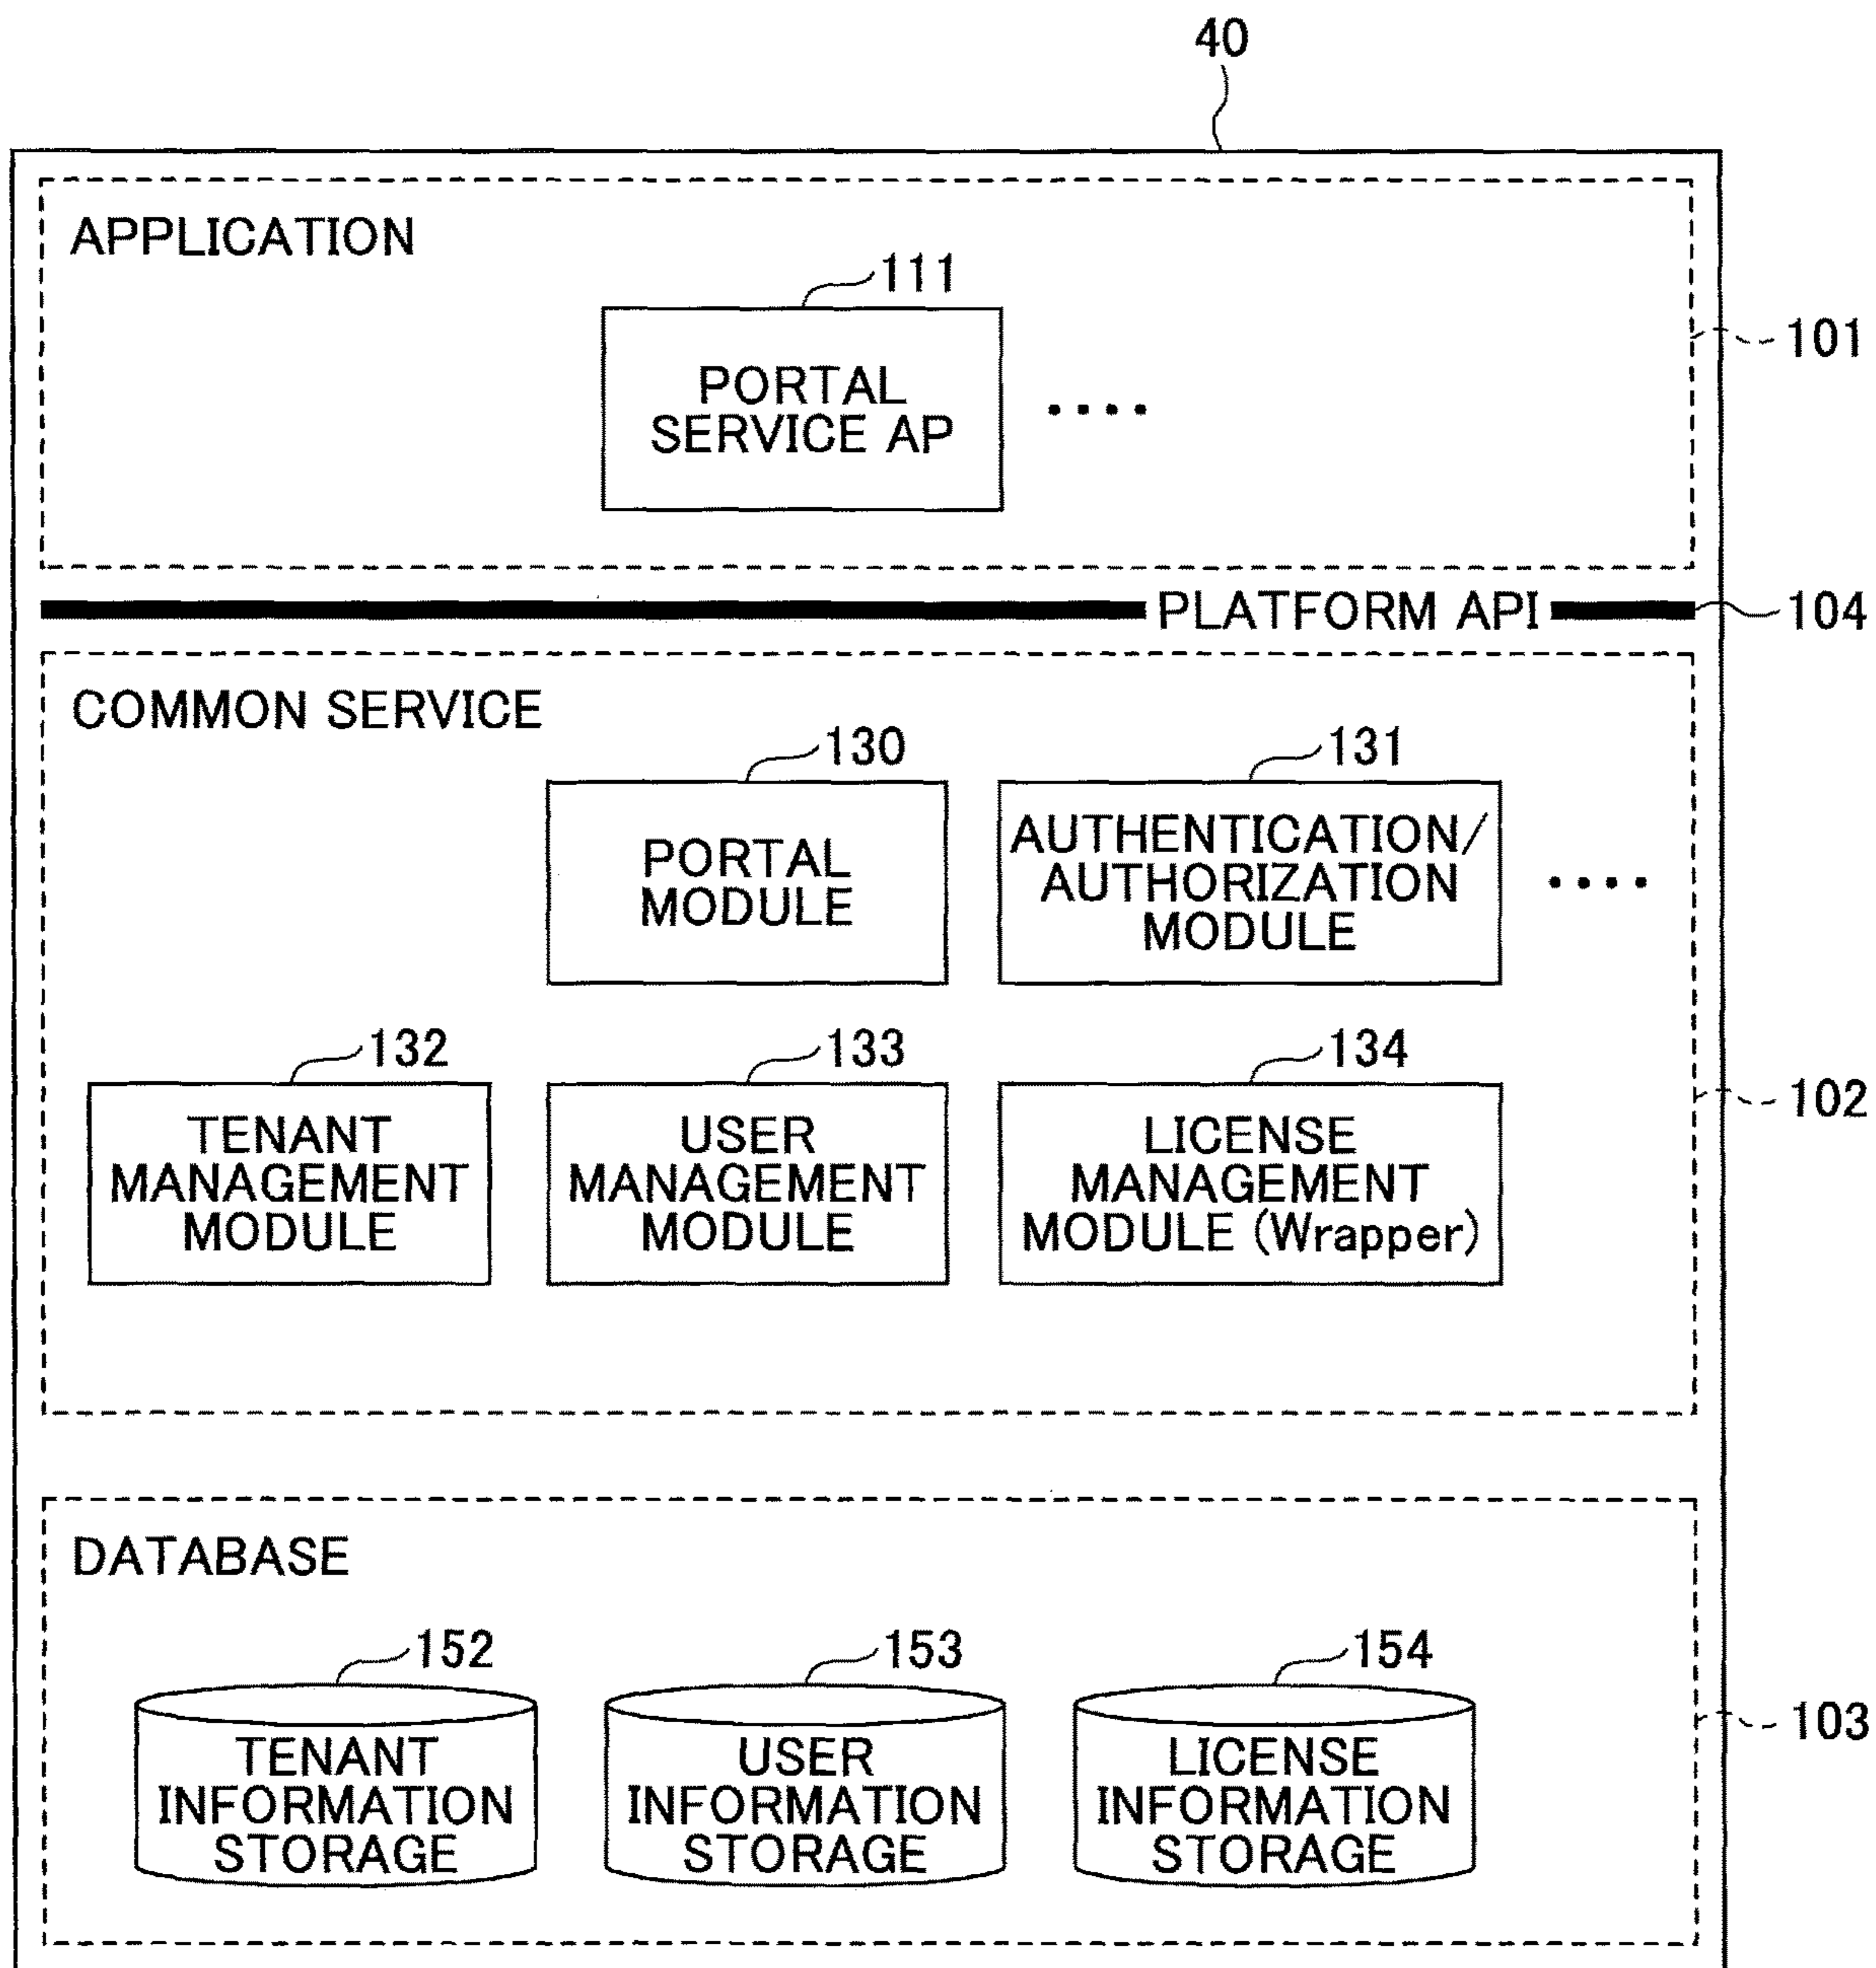 40
APPLICATION
111
PORTAL
SERVICE AP
....
101
PLATFORM API
104
COMMON SERVICE
130
PORTAL
MODULE
131
AUTHENTICATION/
AUTHORIZATION
MODULE
....
132
TENANT
MANAGEMENT
MODULE
133
USER
MANAGEMENT
MODULE
134
LICENSE
MANAGEMENT
MODULE (Wrapper)
102
DATABASE
152
TENANT
INFORMATION
STORAGE
153
USER
INFORMATION
STORAGE
154
LICENSE
INFORMATION
STORAGE
103